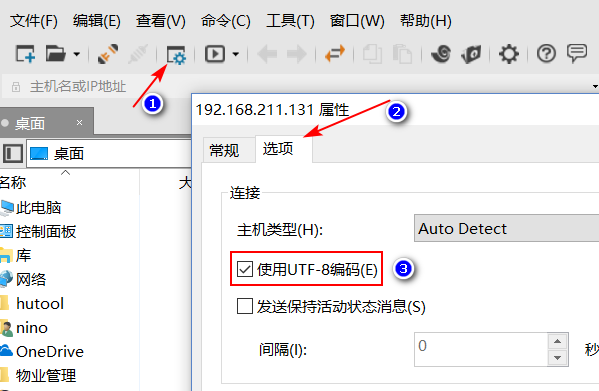 文件(F) 编辑(E) 查看(V) 命令(C) 工具(T) 窗口(W) 帮助(H)
主机名或IP地址
1
192.168.211.131 属性
2
桌面 ×
桌面
常规 选项
名称 大
此电脑
控制面板
库
网络
hutool
nino
OneDrive
物业管理
连接
主机类型(H): Auto Detect
使用UTF-8编码(E) 3
发送保持活动状态消息(S)
间隔(I): 0 秒